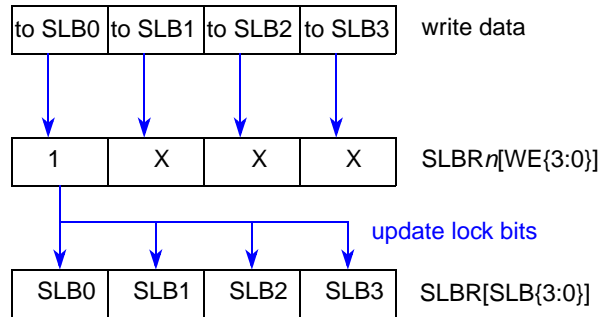 to SLB0 to SLB1 to SLB2 to SLB3 write data
1 X X X SLBRn[WE{3:0}]
update lock bits
SLB0 SLB1 SLB2 SLB3 SLBR[SLB{3:0}]